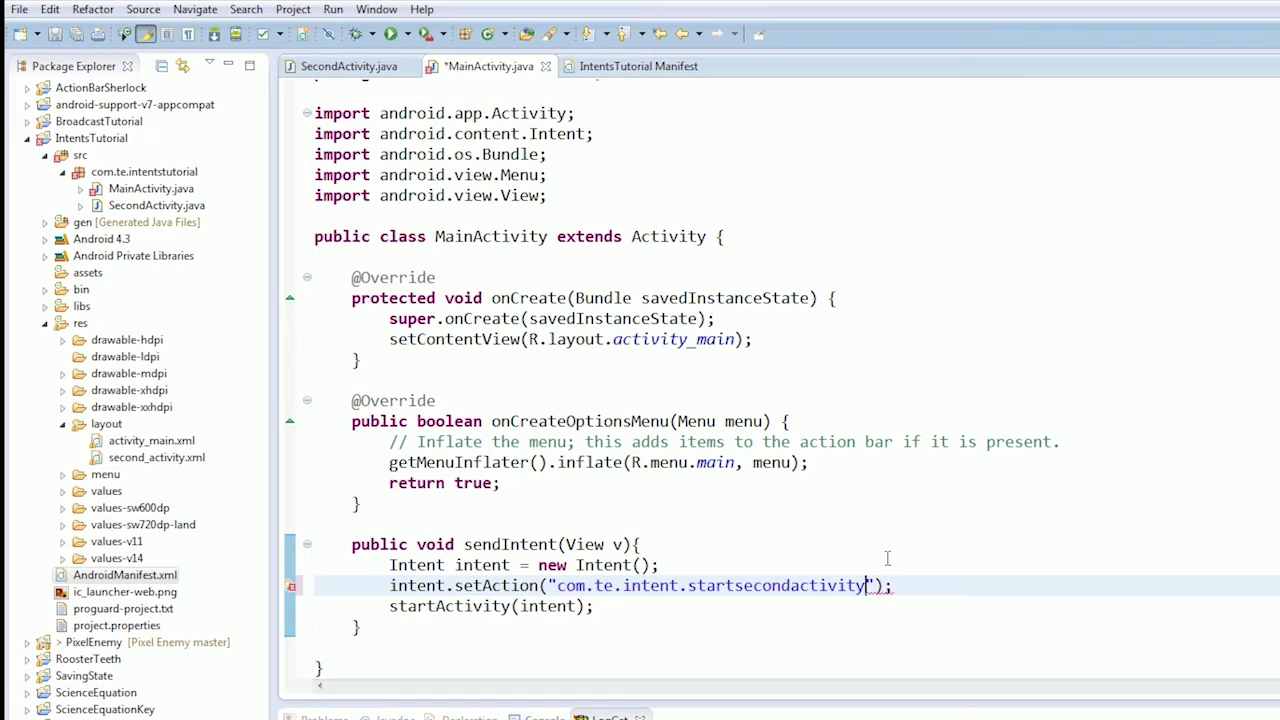 File Edit Refactor Source Navigate Search Project Run Window Help
Package Explorer
SecondActivity.java
*MainActivity.java
IntentsTutorial Manifest
ActionBarSherlock
android-support-v7-appcompat
BroadcastTutorial
IntentsTutorial
src
com.te.intentstutorial
MainActivity.java
SecondActivity.java
gen [Generated Java Files]
Android 4.3
Android Private Libraries
assets
bin
libs
res
drawable-hdpi
drawable-ldpi
drawable-mdpi
drawable-xhdpi
drawable-xxhdpi
layout
activity_main.xml
second_activity.xml
menu
values
values-sw600dp
values-sw720dp-land
values-v11
values-v14
AndroidManifest.xml
ic_launcher-web.png
proguard-project.txt
project.properties
> PixelEnemy [Pixel Enemy master]
RoosterTeeth
SavingState
ScienceEquation
ScienceEquationKey
import android.app.Activity;
import android.content.Intent;
import android.os.Bundle;
import android.view.Menu;
import android.view.View;
public class MainActivity extends Activity {
@Override
protected void onCreate(Bundle savedInstanceState) {
super.onCreate(savedInstanceState);
setContentView(R.layout.activity_main);
}
@Override
public boolean onCreateOptionsMenu(Menu menu) {
// Inflate the menu; this adds items to the action bar if it is present.
getMenuInflater().inflate(R.menu.main, menu);
return true;
}
public void sendIntent(View v){
Intent intent = new Intent();
intent.setAction("com.te.intent.startsecondactivity");
startActivity(intent);
}
}